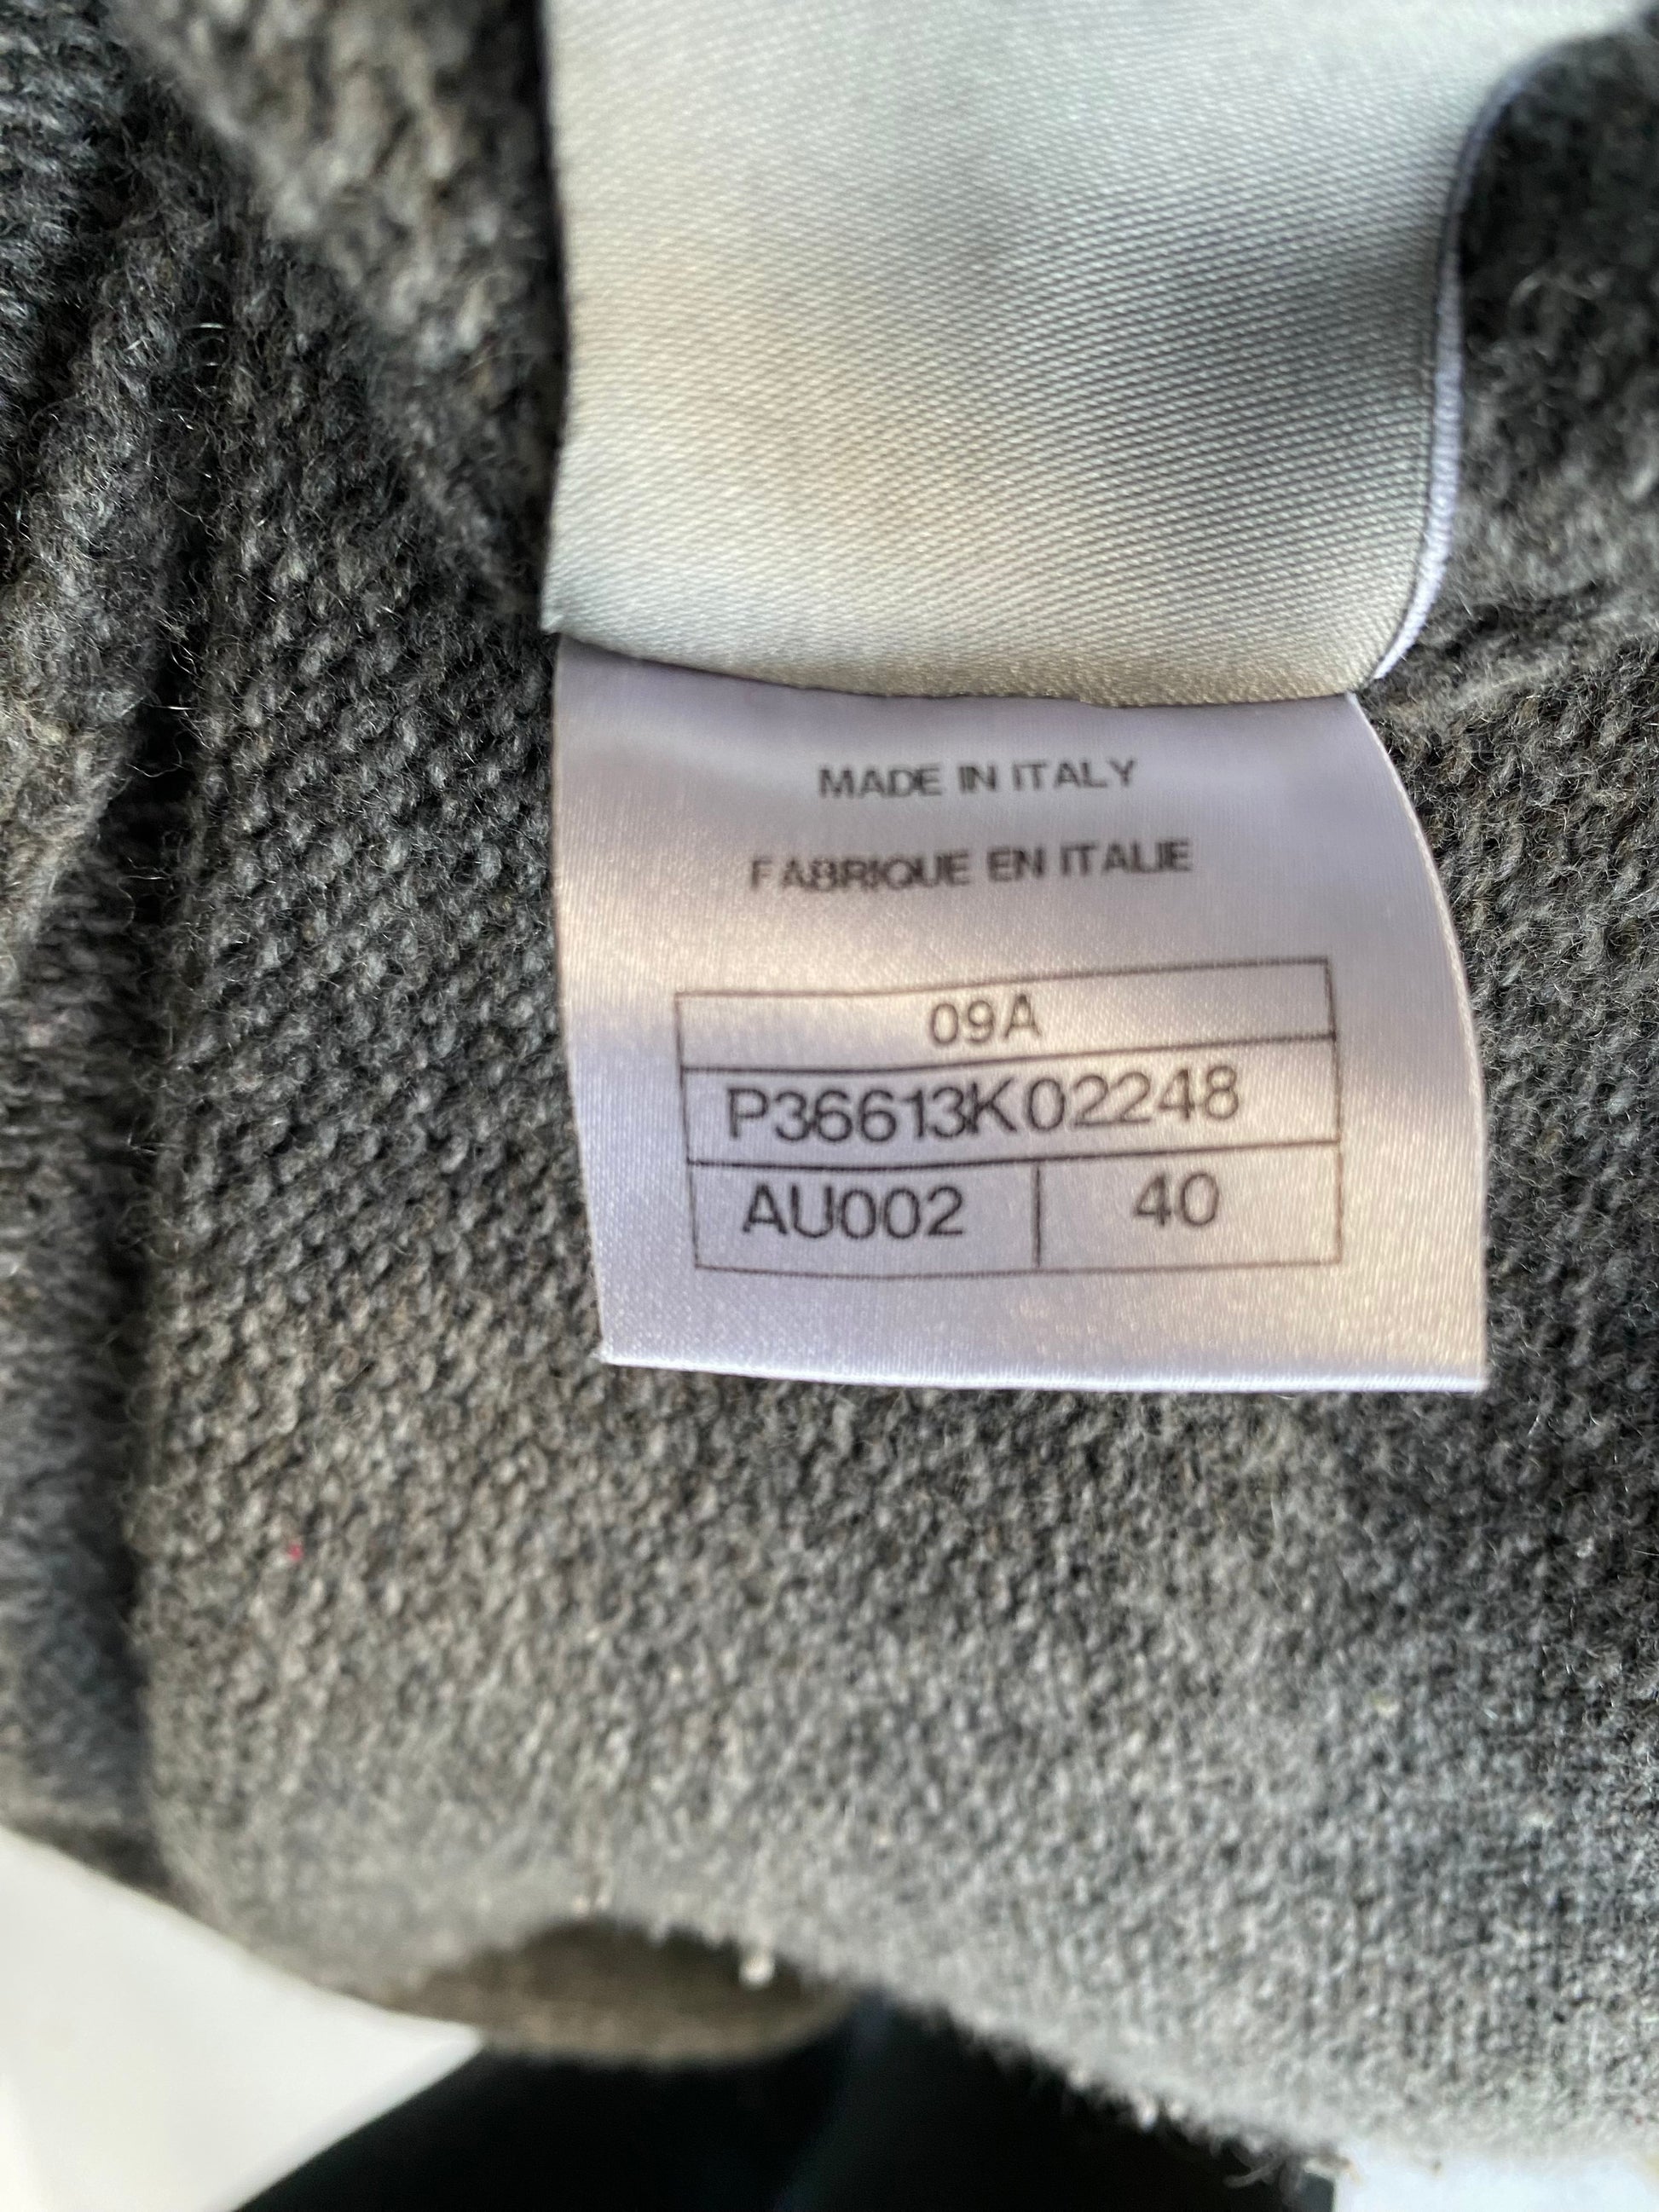 MADE IN ITALY
FABRIQUE EN ITALIE
09A
P36613K02248
AU002 40